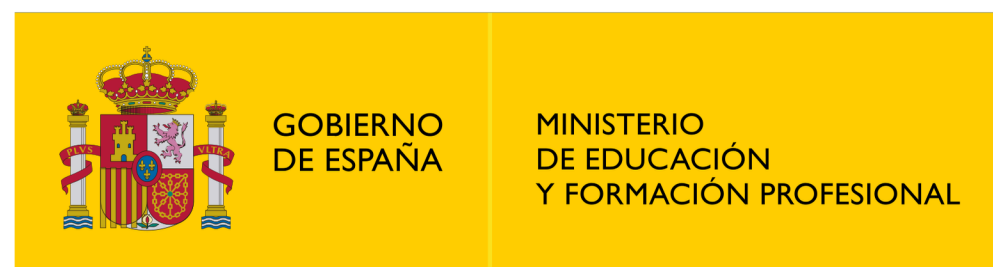 PLVS
VLTRA
GOBIERNO
DE ESPAÑA
MINISTERIO
DE EDUCACIÓN
Y FORMACIÓN PROFESIONAL